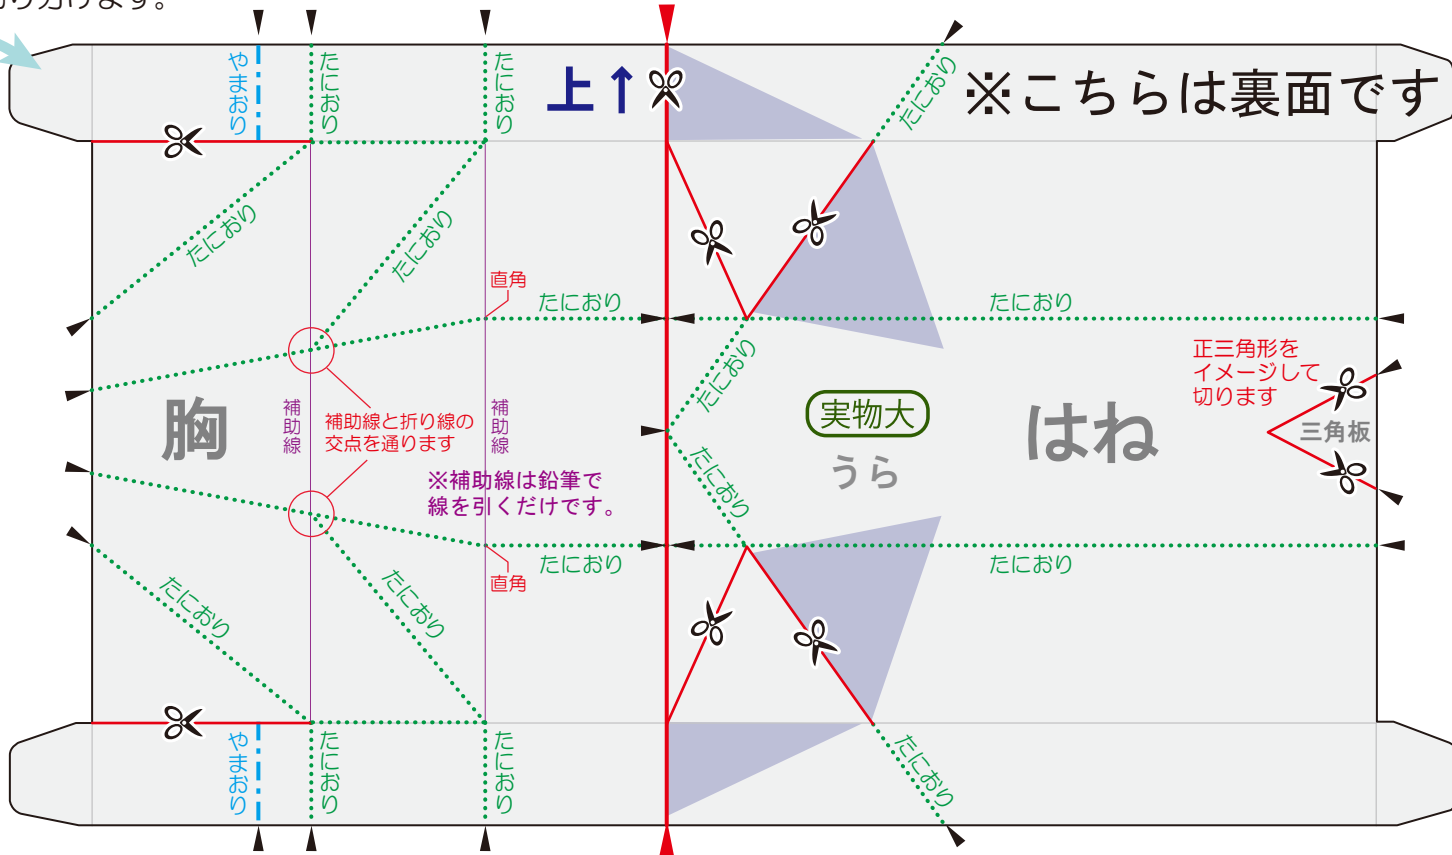 り分けます。
やまおり
たにおり
たにおり
上↑
たにおり
※こちらは裏面です
たにおり
たにおり
直角
たにおり
たにおり
たにおり
正三角形を
イメージして
切ります
三角板
胸
補助線
補助線と折り線の
交点を通ります
補助線
実物大
うら
はね
※補助線は鉛筆で
線を引くだけです。
たにおり
たにおり
たにおり
直角
たにおり
たにおり
やまおり
たにおり
たにおり
たにおり